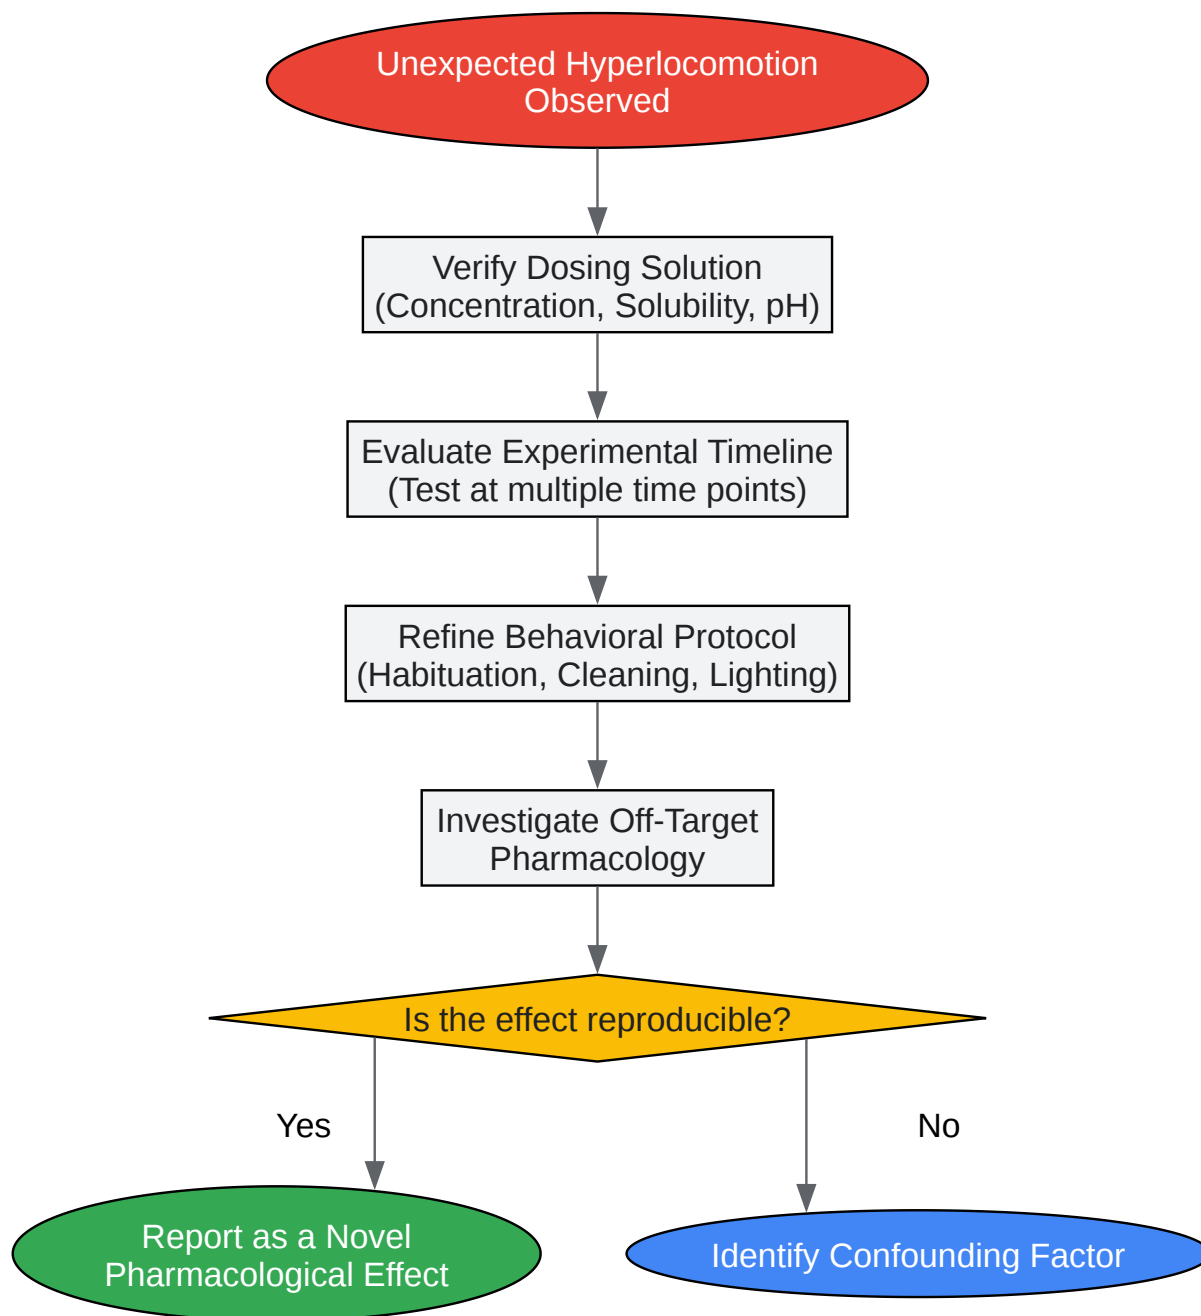 Unexpected Hyperlocomotion
Observed
Verify Dosing Solution
(Concentration, Solubility, pH)
Evaluate Experimental Timeline
(Test at multiple time points)
Refine Behavioral Protocol
(Habituation, Cleaning, Lighting)
Investigate Off-Target
Pharmacology
Is the effect reproducible?
Yes
No
Report as a Novel
Pharmacological Effect
Identify Confounding Factor